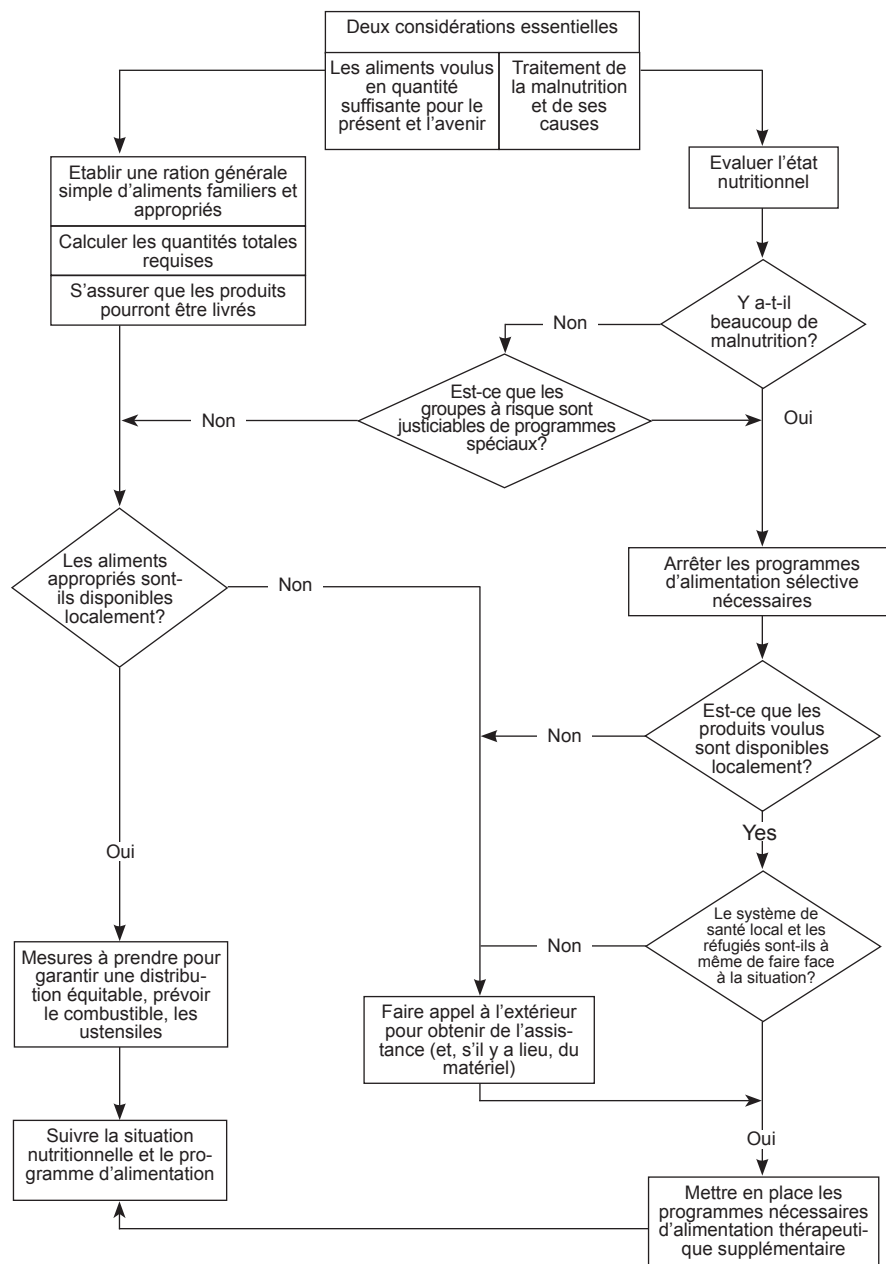 Deux considérations essentielles
Les aliments voulus
en quantité
suffisante pour le
présent et l’avenir
Traitement de
la malnutrition
et de ses
causes
Etablir une ration générale
simple d’aliments familiers et
appropriés
Calculer les quantités totales
requises
S’assurer que les produits
pourront être livrés
Evaluer l’état
nutritionnel
Y a-t-il
beaucoup de
malnutrition?
Non
Est-ce que les
groupes à risque sont
justiciables de programmes
spéciaux?
Non
Oui
Les aliments
appropriés sont-
ils disponibles
localement?
Non
Arrêter les programmes
d’alimentation sélective
nécessaires
Est-ce que les
produits voulus
sont disponibles
localement?
Non
Yes
Oui
Le système de
santé local et les
réfugiés sont-ils à
même de faire face
à la situation?
Non
Mesures à prendre pour
garantir une distribu-
tion équitable, prévoir
le combustible, les
ustensiles
Faire appel à l’extérieur
pour obtenir de l’assis-
tance (et, s’il y a lieu, du
matériel)
Oui
Suivre la situation
nutritionnelle et le pro-
gramme d’alimentation
Mettre en place les
programmes nécessaires
d’alimentation thérapeuti-
que supplémentaire